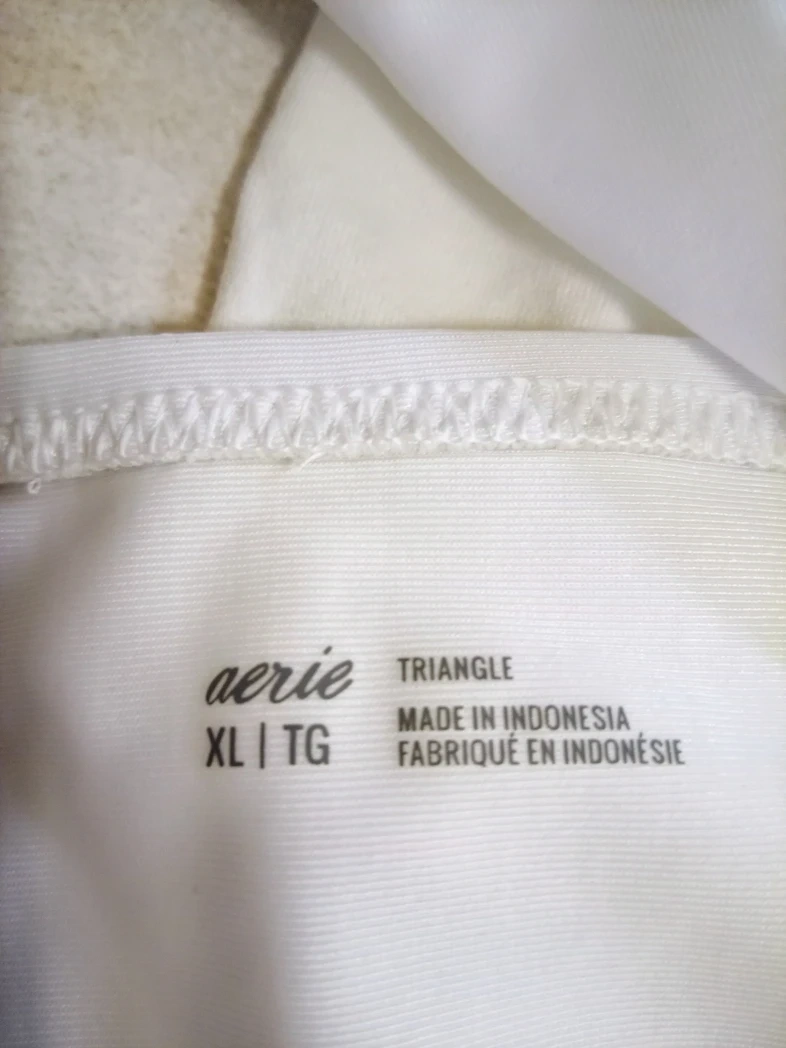 aerie
XL | TG
TRIANGLE
MADE IN INDONESIA
FABRIQUÉ EN INDONÉSIE